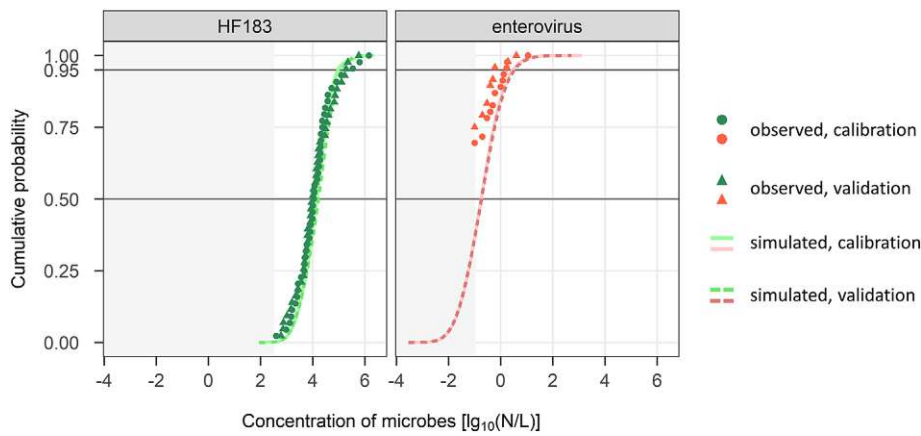 HF183 enterovirus
1.00
0.95
0.75
0.50
0.25
0.00
Cumulative probability
-4 -2 0 2 4 6 -4 -2 0 2 4 6
Concentration of microbes [lg₁₀(N/L)]
observed, calibration
observed, validation
simulated, calibration
simulated, validation